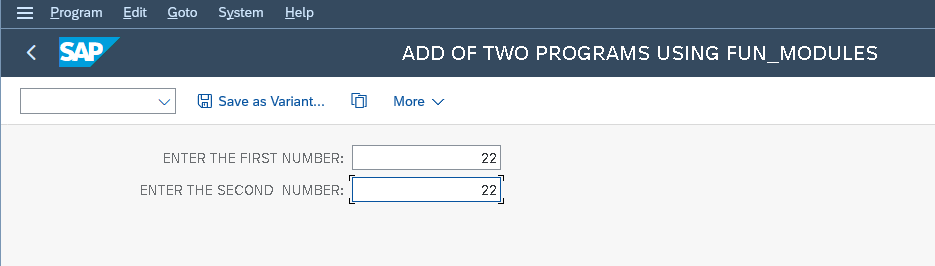 Program Edit Goto System Help
SAP ADD OF TWO PROGRAMS USING FUN_MODULES
Save as Variant... More
ENTER THE FIRST NUMBER: 22
ENTER THE SECOND  NUMBER: 22